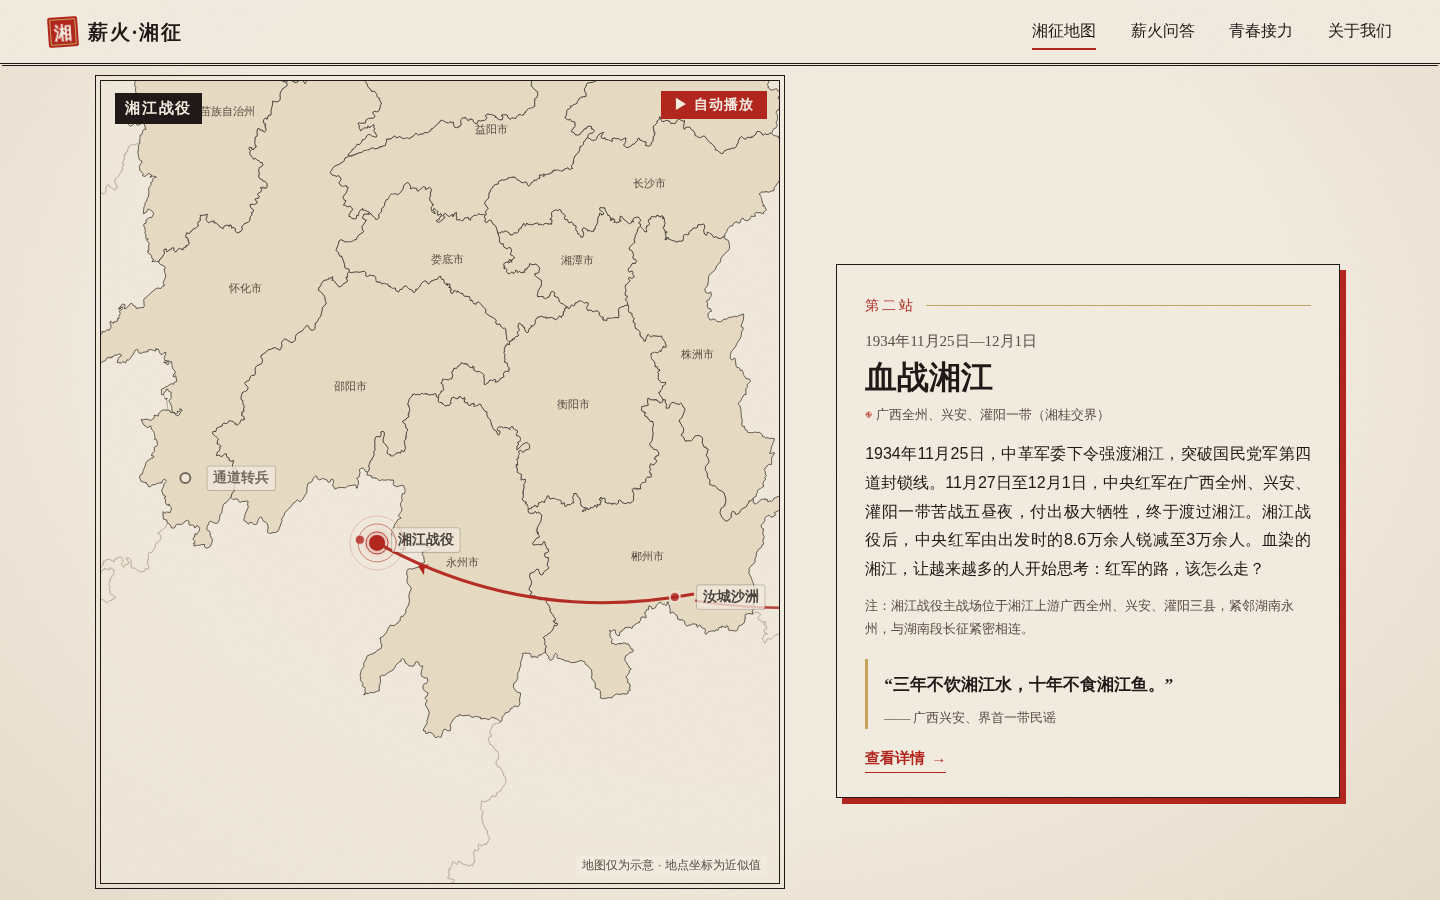 湘
薪火·湘征
湘征地图
薪火问答
青春接力
关于我们
湘江战役
苗族自治州
▶ 自动播放
益阳市
长沙市
娄底市
湘潭市
怀化市
株洲市
邵阳市
衡阳市
通道转兵
湘江战役
永州市
郴州市
汝城沙洲
地图仅为示意 · 地点坐标为近似值
第二站
1934年11月25日—12月1日
血战湘江
广西全州、兴安、灌阳一带（湘桂交界）
1934年11月25日，中革军委下令强渡湘江，突破国民党军第四
道封锁线。11月27日至12月1日，中央红军在广西全州、兴安、
灌阳一带苦战五昼夜，付出极大牺牲，终于渡过湘江。湘江战
役后，中央红军由出发时的8.6万余人锐减至3万余人。血染的
湘江，让越来越多的人开始思考：红军的路，该怎么走？
注：湘江战役主战场位于湘江上游广西全州、兴安、灌阳三县，紧邻湖南永
州，与湖南段长征紧密相连。
“三年不饮湘江水，十年不食湘江鱼。”
—— 广西兴安、界首一带民谣
查看详情 →